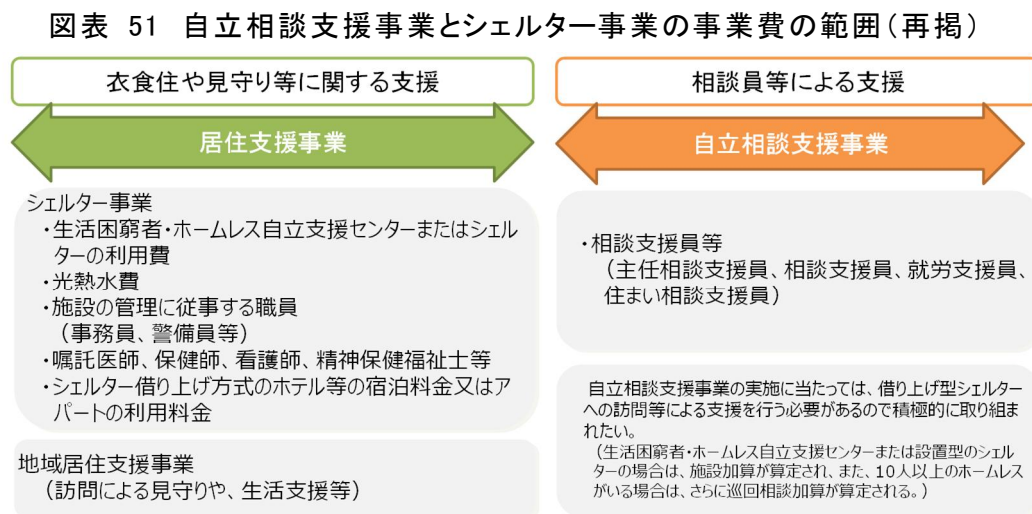 図表 51 自立相談支援事業とシェルター事業の事業費の範囲(再掲)
衣食住や見守り等に関する支援
居住支援事業
シェルター事業
・生活困窮者・ホームレス自立支援センターまたはシェル
ターの利用費
・光熱水費
・施設の管理に従事する職員
(事務員、警備員等)
・嘱託医師、保健師、看護師、精神保健福祉士等
・シェルター借り上げ方式のホテル等の宿泊料金又はア
パートの利用料金
地域居住支援事業
(訪問による見守りや、生活支援等)
相談員等による支援
自立相談支援事業
・相談支援員等
(主任相談支援員、相談支援員、就労支援員、
住まい相談支援員)
自立相談支援事業の実施に当たっては、借り上げ型シェルター
への訪問等による支援を行う必要があるので積極的に取り組ま
れたい。
(生活困窮者・ホームレス自立支援センターまたは設置型のシェル
ターの場合は、施設加算が算定され、また、10人以上のホームレス
がいる場合は、さらに巡回相談加算が算定される。)